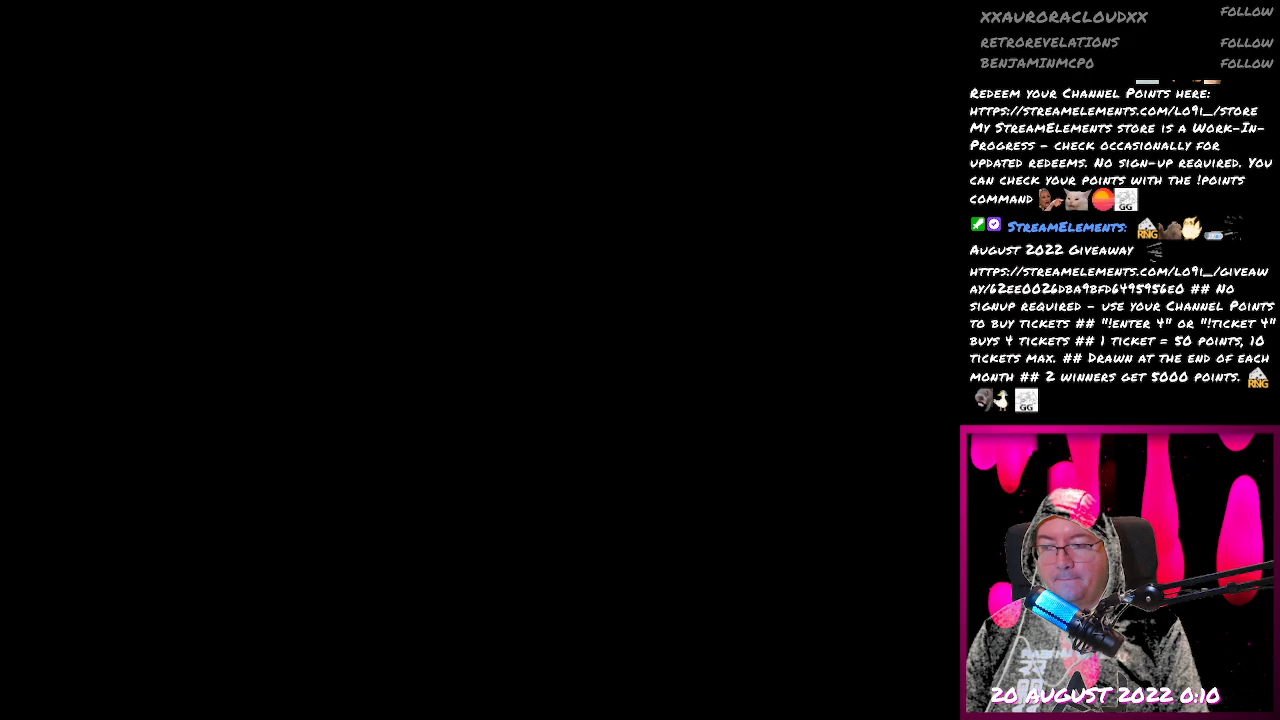 xxAuroraCloudxx Follow
RetroRevelations Follow
BenjaminMcPo Follow
Redeem your Channel Points here:
https://streamelements.com/lo9i_/store
My StreamElements store is a Work-In-
Progress - check occasionally for
updated redeems. No sign-up required. You
can check your points with the !points
command GG
StreamElements: RNG
August 2022 Giveaway
https://streamelements.com/lo9i_/giveaw
ay/62ee0026dba9bfd6495956e0 ## No
signup required - use your Channel Points
to buy tickets ## "!enter 4" or "!ticket 4"
buys 4 tickets ## 1 ticket = 50 points, 10
tickets max. ## Drawn at the end of each
month ## 2 winners get 5000 points. RNG
GG
20 August 2022 0:10